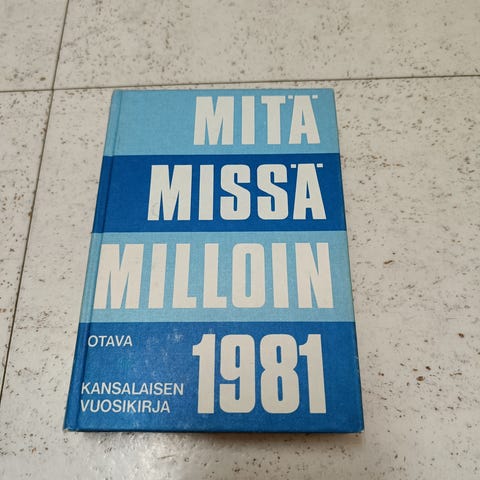 MITÄ
MISSÄ
MILLOIN
OTAVA
1981
KANSALAISEN
VUOSIKIRJA